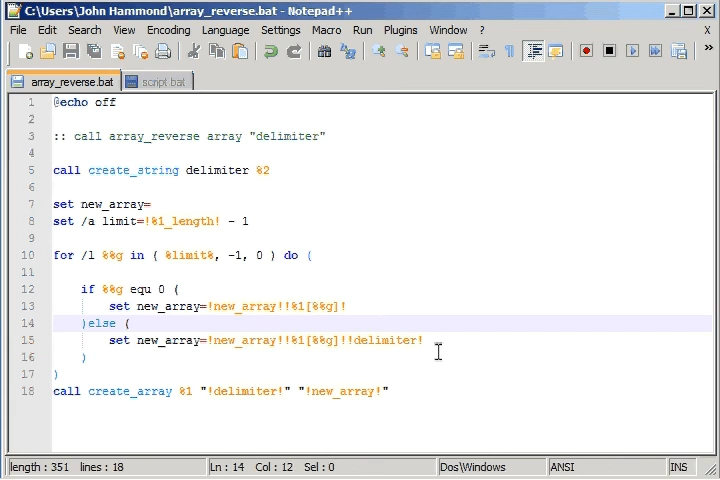 C:\Users\John Hammond\array_reverse.bat - Notepad++
File Edit Search View Encoding Language Settings Macro Run Plugins Window ? X
array_reverse.bat script.bat
1 @echo off
2
3 :: call array_reverse array "delimiter"
4
5 call create_string delimiter %2
6
7 set new_array=
8 set /a limit=!%1_length! - 1
9
10 for /l %%g in ( %limit%, -1, 0 ) do (
11
12 if %%g equ 0 (
13 set new_array=!new_array!!%1[%%g]!
14 )else (
15 set new_array=!new_array!!%1[%%g]!!delimiter!
16 )
17 )
18 call create_array %1 "!delimiter!" "!new_array!"
length : 351 lines : 18 Ln : 14 Col : 12 Sel : 0 Dos\Windows ANSI INS